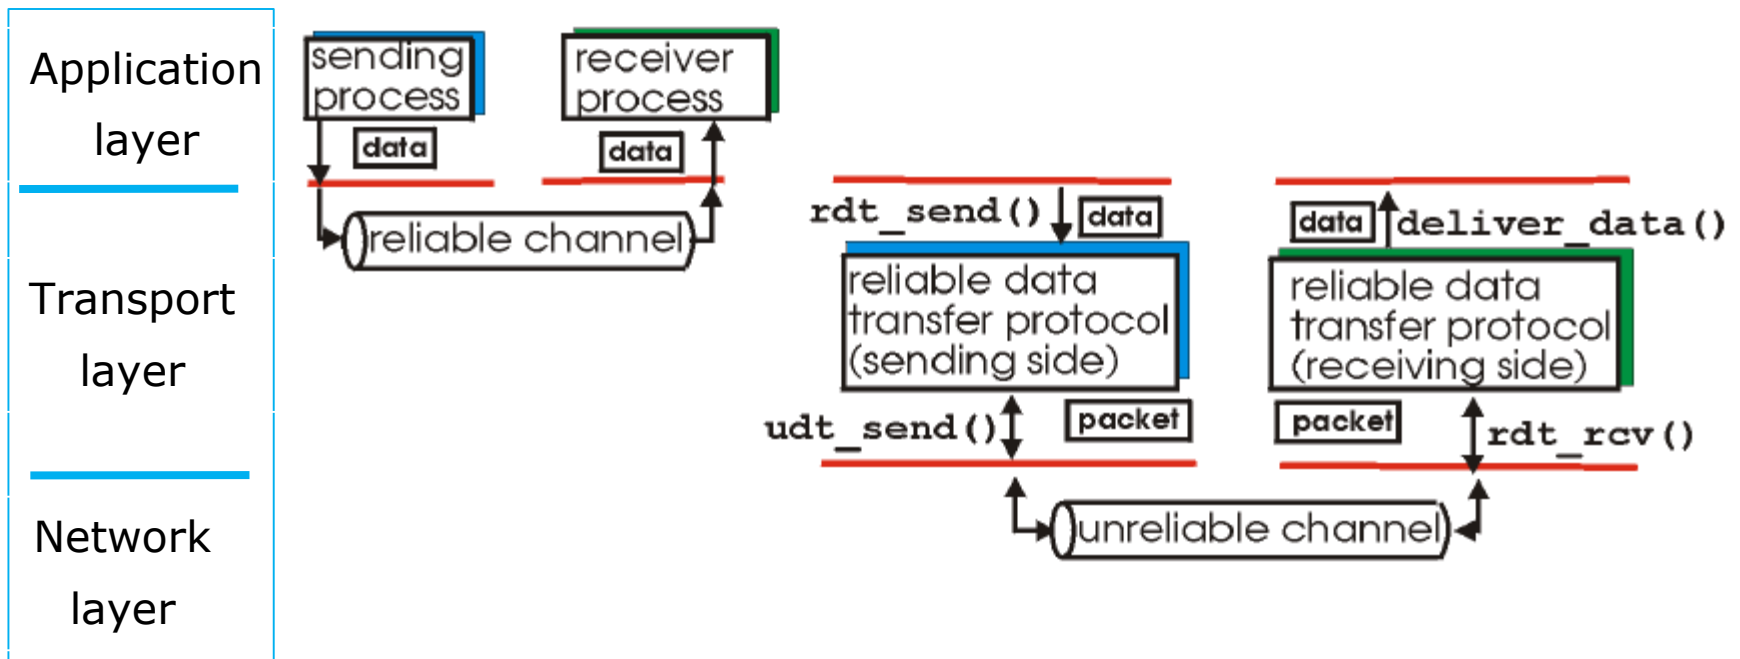 Application
layer
Transport
layer
Network
layer
sending
process
data
receiver
process
data
reliable channel
rdt_send()
data
reliable data
transfer protocol
(sending side)
udt_send()
packet
data
deliver_data()
reliable data
transfer protocol
(receiving side)
packet
rdt_rcv()
unreliable channel